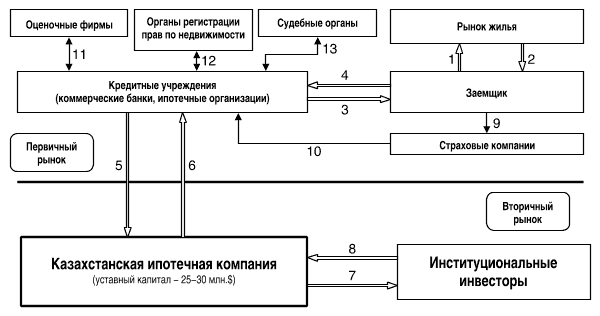 Оценочные фирмы
Органы регистрации
прав по недвижимости
Судебные органы
Рынок жилья
11
12
13
1
2
Кредитные учреждения
(коммерческие банки, ипотечные организации)
4
3
Заемщик
9
10
Страховые компании
Первичный
рынок
5
6
Вторичный
рынок
Казахстанская ипотечная компания
(уставный капитал – 25–30 млн.$)
8
7
Институциональные
инвесторы